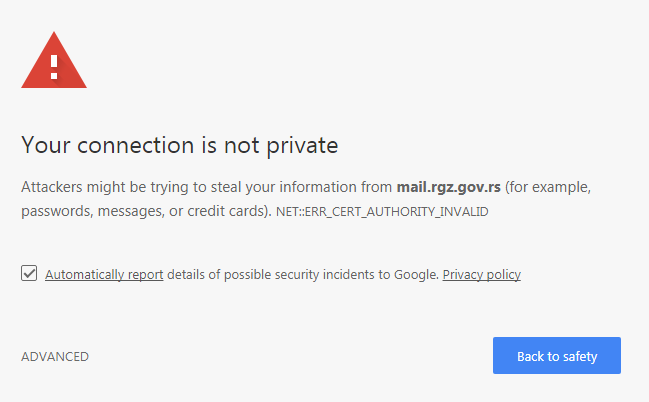 Your connection is not private
Attackers might be trying to steal your information from mail.rgz.gov.rs (for example,
passwords, messages, or credit cards). NET::ERR_CERT_AUTHORITY_INVALID
Automatically report details of possible security incidents to Google. Privacy policy
ADVANCED
Back to safety